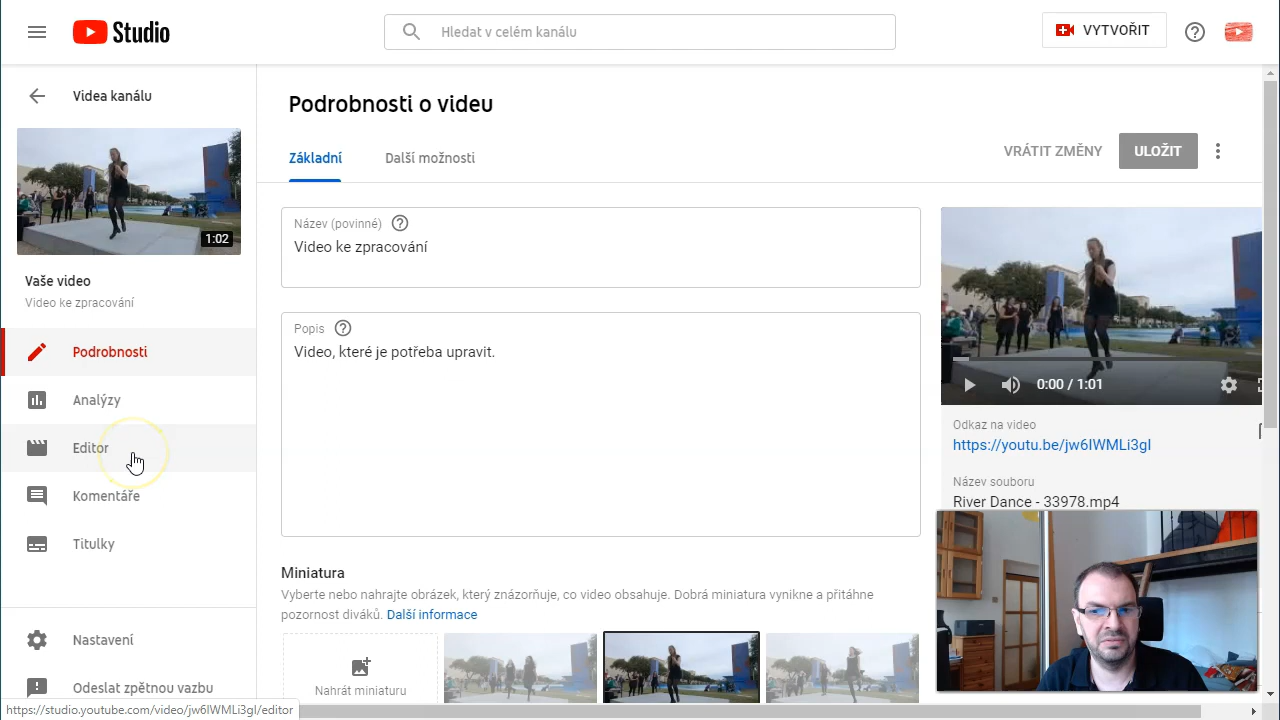 Studio
Hledat v celém kanálu
VYTVOŘIT
Videa kanálu
1:02
Vaše video
Video ke zpracování
Podrobnosti
Analýzy
Editor
Komentáře
Titulky
Nastavení
Odeslat zpětnou vazbu
https://studio.youtube.com/video/jw6IWMLi3gI/editor
Podrobnosti o videu
Základní
Další možnosti
VRÁTIT ZMĚNY
ULOŽIT
Název (povinné)
Video ke zpracování
Popis
Video, které je potřeba upravit.
Miniatura
Vyberte nebo nahrajte obrázek, který znázorňuje, co video obsahuje. Dobrá miniatura vynikne a přitáhne
pozornost diváků. Další informace
Nahrát miniaturu
0:00 / 1:01
Odkaz na video
https://youtu.be/jw6IWMLi3gI
Název souboru
River Dance - 33978.mp4